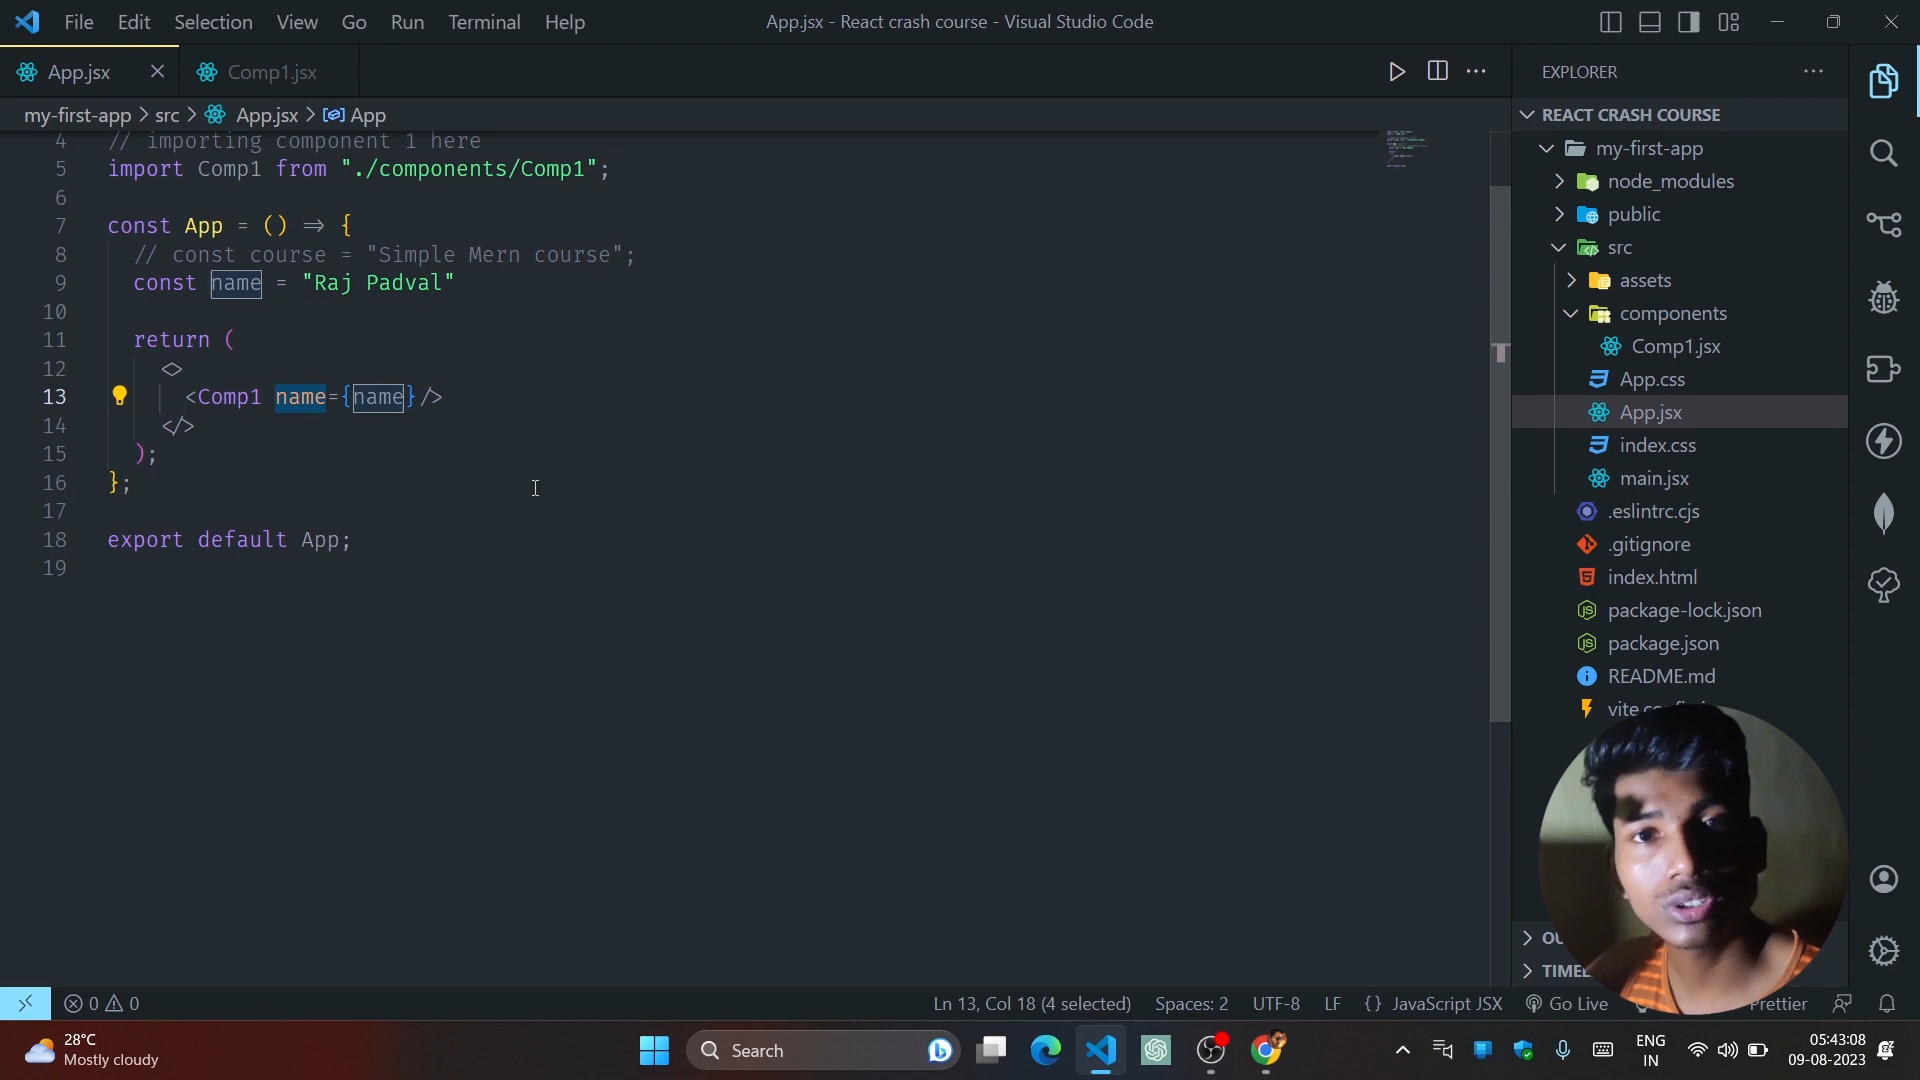 File Edit Selection View Go Run Terminal Help
App.jsx - React crash course - Visual Studio Code
App.jsx
Comp1.jsx
my-first-app > src > App.jsx > App
4 // importing component 1 here
5 import Comp1 from "./components/Comp1";
6
7 const App = () => {
8 // const course = "Simple Mern course";
9 const name = "Raj Padval"
10
11 return (
12 <>
13 <Comp1 name={name} />
14 </>
15 );
16 };
17
18 export default App;
19
EXPLORER
REACT CRASH COURSE
my-first-app
node_modules
public
src
assets
components
Comp1.jsx
App.css
App.jsx
index.css
main.jsx
.eslintrc.cjs
.gitignore
index.html
package-lock.json
package.json
README.md
0 0
Ln 13, Col 18 (4 selected) Spaces: 2 UTF-8 LF {} JavaScript JSX Go Live
28°C
Mostly cloudy
Search
ENG
IN
05:43:08
09-08-2023